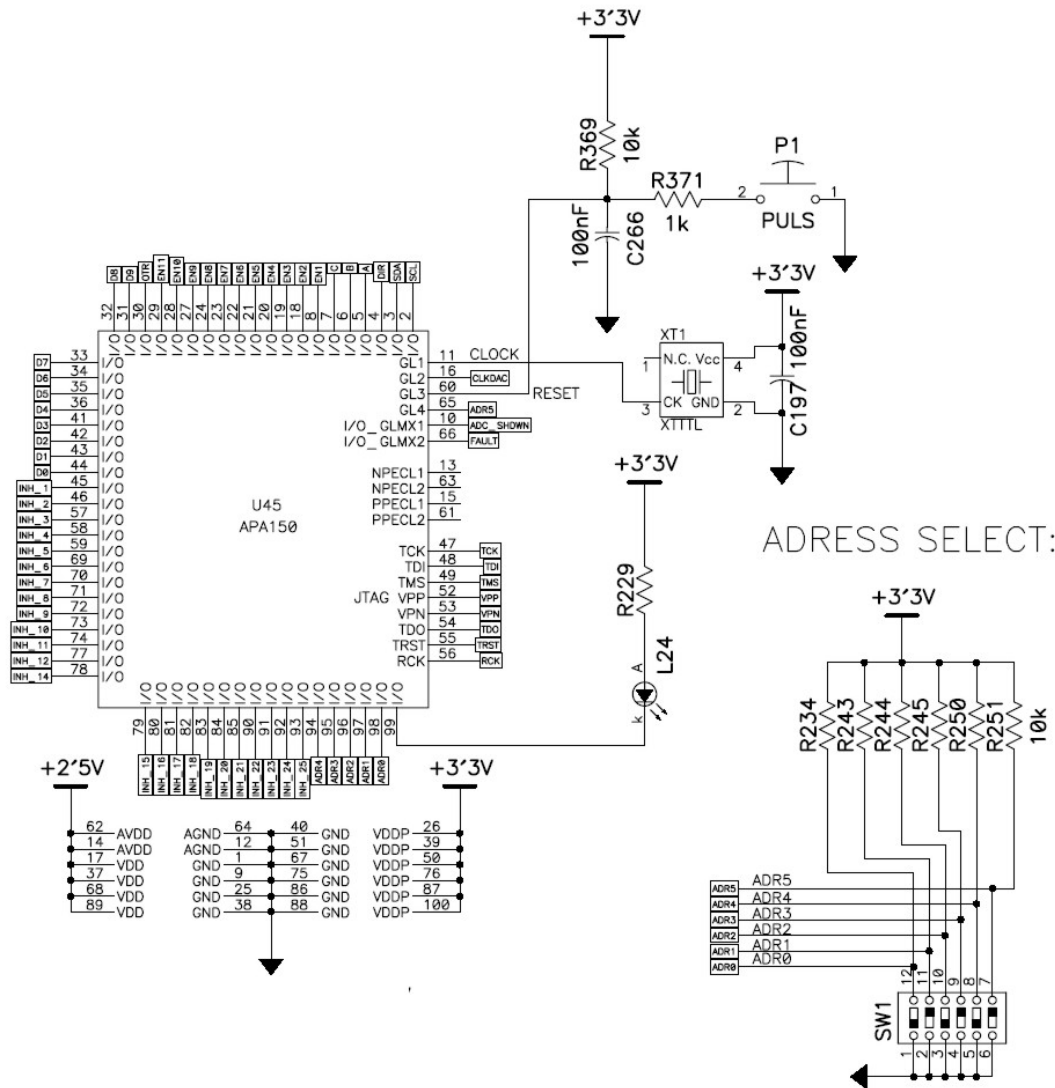 +3'3V
R369
10k
P1
R371
2
1
1k
PULS
100nF
C266
+3'3V
D8 D9 OTR EN11 EN10 EN9 EN8 EN7 EN6 EN5 EN4 EN3 EN2 EN1 C B A DIR SDA SCL
32 31 30 29 28 27 24 23 22 21 20 19 18 8 7 6 5 4 3 2
I/O I/O I/O I/O I/O I/O I/O I/O I/O I/O I/O I/O I/O I/O I/O I/O I/O I/O I/O I/O
D7 33 I/O
D6 34 I/O
D5 35 I/O
D4 36 I/O
D3 41 I/O
D2 42 I/O
D1 43 I/O
D0 44 I/O
INH_1 45 I/O
INH_2 46 I/O
INH_3 57 I/O
INH_4 58 I/O
INH_5 59 I/O
INH_6 69 I/O
INH_7 70 I/O
INH_8 71 I/O
INH_9 72 I/O
INH_10 73 I/O
INH_11 74 I/O
INH_12 77 I/O
INH_14 78 I/O
U45
APA150
GL1 11 CLOCK
GL2 16 CLKDAC
GL3 60 RESET
GL4 65 ADR5
I/O_GLMX1 10 ADC_SHDWN
I/O_GLMX2 66 FAULT
NPECL1 13
NPECL2 63
PPECL1 15
PPECL2 61
TCK 47 TCK
TDI 48 TDI
TMS 49 TMS
JTAG VPP 52 VPP
VPN 53 VPN
TDO 54 TDO
TRST 55 TRST
RCK 56 RCK
I/O I/O I/O I/O I/O I/O I/O I/O I/O I/O I/O I/O I/O I/O I/O I/O I/O
79 80 81 82 83 84 85 90 91 92 93 94 95 96 97 98 99
INH_15 INH_16 INH_17 INH_18 INH_19 INH_20 INH_21 INH_22 INH_23 INH_24 INH_25 ADR4 ADR3 ADR2 ADR1 ADR0
XT1
1 N.C. Vcc 4
3 CK GND 2
XTTTL
C197 100nF
+3'3V
R229
A
L24
k
+2'5V
+3'3V
62 AVDD AGND 64 40 GND VDDP 26
14 AVDD AGND 12 51 GND VDDP 39
17 VDD GND 1 67 GND VDDP 50
37 VDD GND 9 75 GND VDDP 76
68 VDD GND 25 86 GND VDDP 87
89 VDD GND 38 88 GND VDDP 100
ADRESS SELECT:
+3'3V
R234 R243 R244 R245 R250 R251 10k
ADR5 ADR5
ADR4 ADR4
ADR3 ADR3
ADR2 ADR2
ADR1 ADR1
ADR0 ADR0
12 11 10 9 8 7
SW1
1 2 3 4 5 6